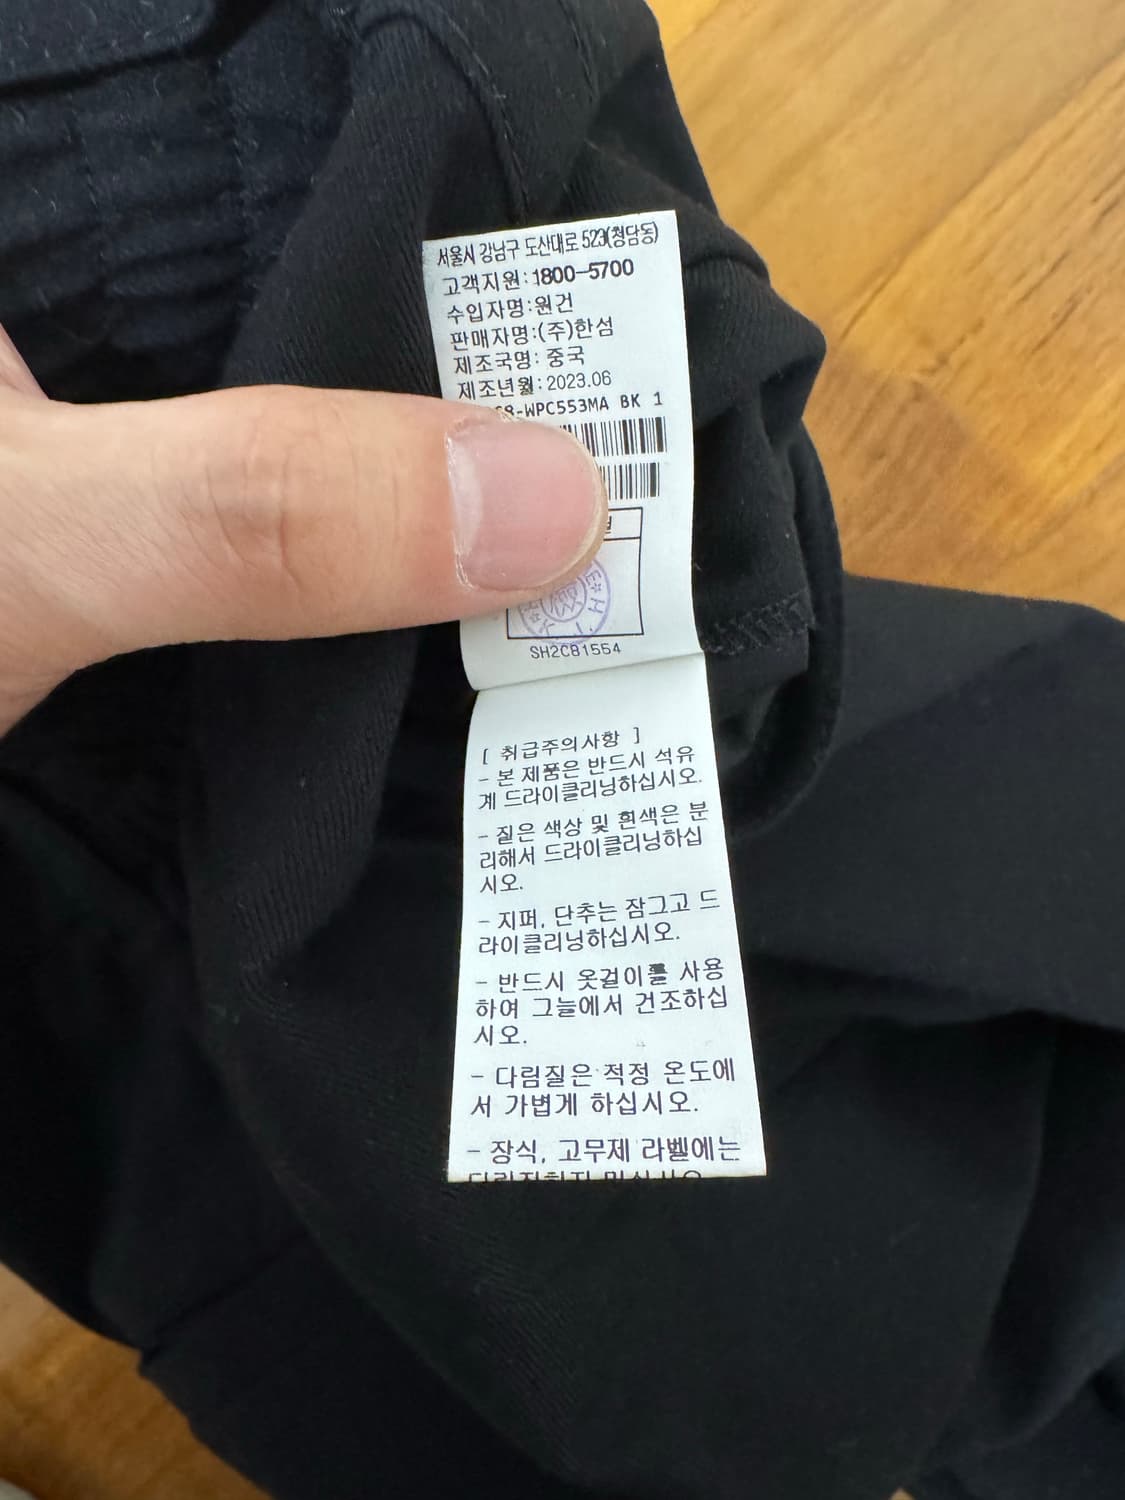 서울시 강남구 도산대로 523(청담동)
고객지원:1800-5700
수입자명:원건
판매자명:(주)한섬
제조국명: 중국
제조년월:2023.06
-WPC553MA BK 1
SH2C81554
[ 취급주의사항 ]
- 본 제품은 반드시 석유
계 드라이클리닝하십시오.
- 짙은 색상 및 흰색은 분
리해서 드라이클리닝하십
시오.
- 지퍼, 단추는 잠그고 드
라이클리닝하십시오.
- 반드시 옷걸이를 사용
하여 그늘에서 건조하십
시오.
- 다림질은 적정 온도에
서 가볍게 하십시오.
- 장식, 고무제 라벨에는